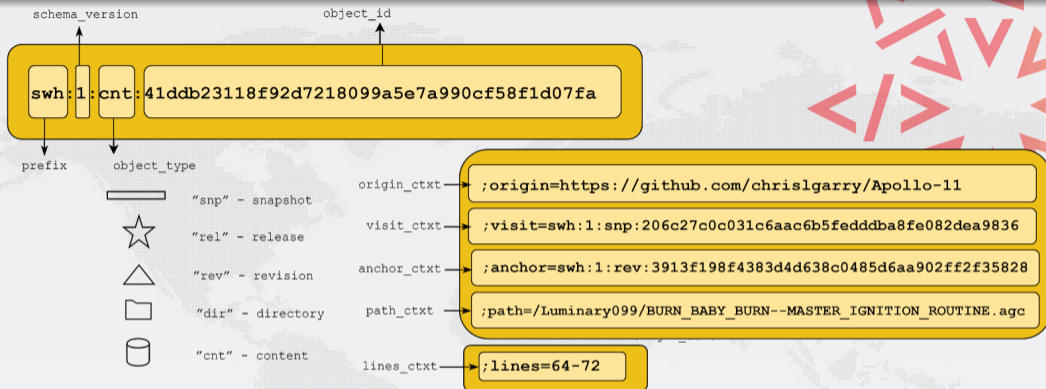 schema_version
object_id
swh:1:cnt:41ddb23118f92d7218099a5e7a990cf58f1d07fa
prefix
object_type
"snp" - snapshot
"rel" - release
"rev" - revision
"dir" - directory
"cnt" - content
origin_ctxt
;origin=https://github.com/chrislgarry/Apollo-11
visit_ctxt
;visit=swh:1:snp:206c27c0c031c6aac6b5fedddba8fe082dea9836
anchor_ctxt
;anchor=swh:1:rev:3913f198f4383d4d638c0485d6aa902ff2f35828
path_ctxt
;path=/Luminary099/BURN_BABY_BURN--MASTER_IGNITION_ROUTINE.agc
lines_ctxt
;lines=64-72